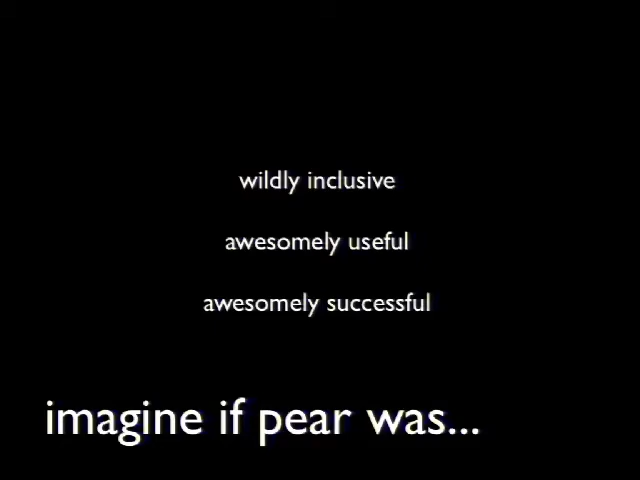 wildly inclusive
awesomely useful
awesomely successful
imagine if pear was...